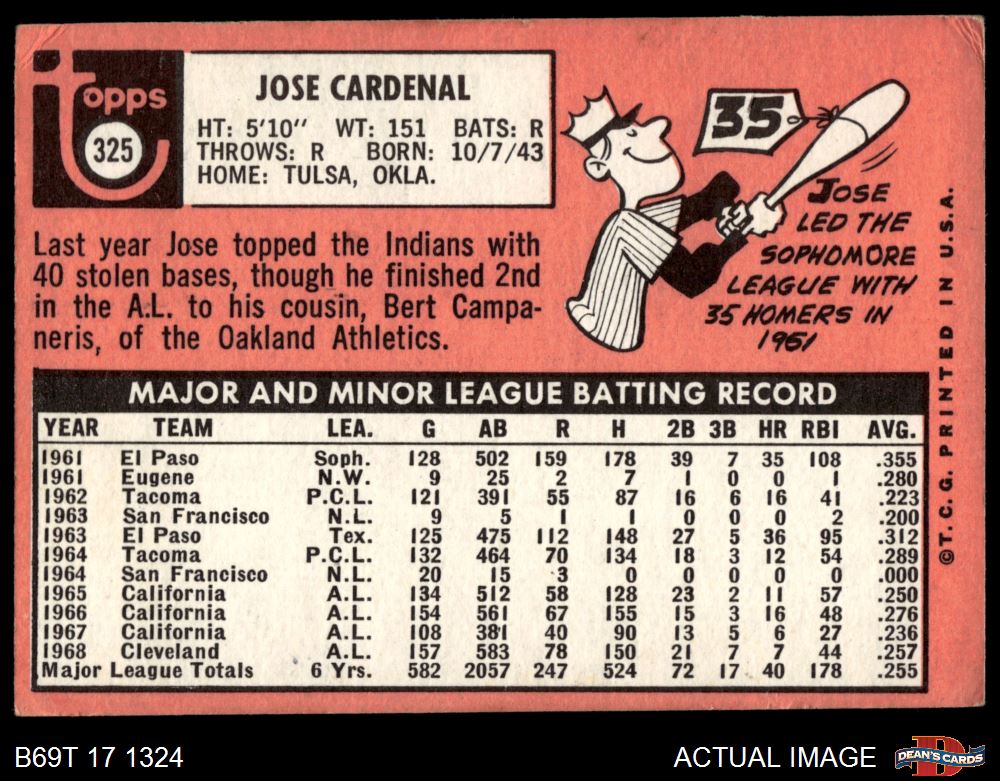 topps
325
JOSE CARDENAL
HT: 5'10" WT: 151 BATS: R
THROWS: R BORN: 10/7/43
HOME: TULSA, OKLA.
Last year Jose topped the Indians with
40 stolen bases, though he finished 2nd
in the A.L. to his cousin, Bert Campa-
neris, of the Oakland Athletics.
35
JOSE
LED THE
SOPHOMORE
LEAGUE WITH
35 HOMERS IN
1961
MAJOR AND MINOR LEAGUE BATTING RECORD
YEAR TEAM LEA. G AB R H 2B 3B HR RBI AVG.
1961 El Paso Soph. 128 502 159 178 39 7 35 108 .355
1961 Eugene N.W. 9 25 2 7 1 0 0 1 .280
1962 Tacoma P.C.L. 121 391 55 87 16 6 16 41 .223
1963 San Francisco N.L. 9 5 1 1 0 0 0 2 .200
1963 El Paso Tex. 125 475 112 148 27 5 36 95 .312
1964 Tacoma P.C.L. 132 464 70 134 18 3 12 54 .289
1964 San Francisco N.L. 20 15 3 0 0 0 0 0 .000
1965 California A.L. 134 512 58 128 23 2 11 57 .250
1966 California A.L. 154 561 67 155 15 3 16 48 .276
1967 California A.L. 108 381 40 90 13 5 6 27 .236
1968 Cleveland A.L. 157 583 78 150 21 7 7 44 .257
Major League Totals 6 Yrs. 582 2057 247 524 72 17 40 178 .255
©T.C.G. PRINTED IN U.S.A.
B69T 17 1324
ACTUAL IMAGE
DEAN'S CARDS